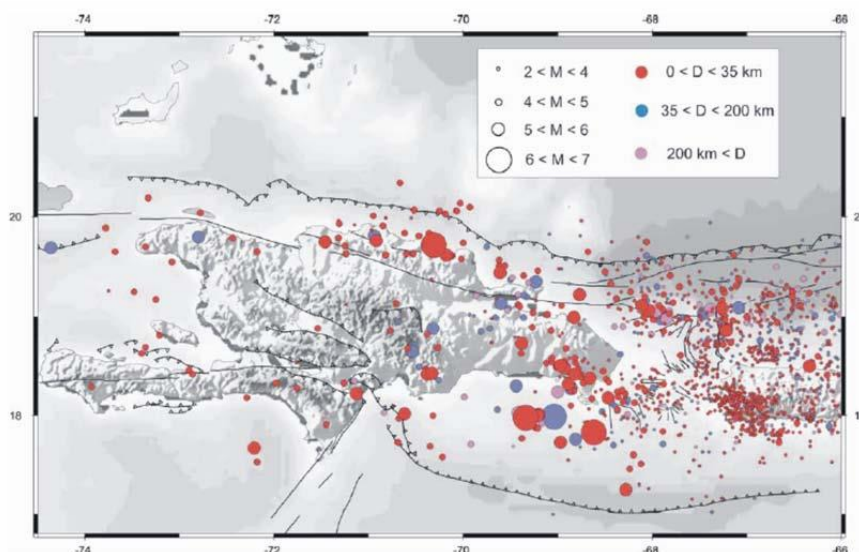 -74 -72 -70 -68 -66
2 < M < 4 0 < D < 35 km
4 < M < 5 35 < D < 200 km
5 < M < 6 200 km < D
6 < M < 7
20
18 18
-74 -72 -70 -68 -66